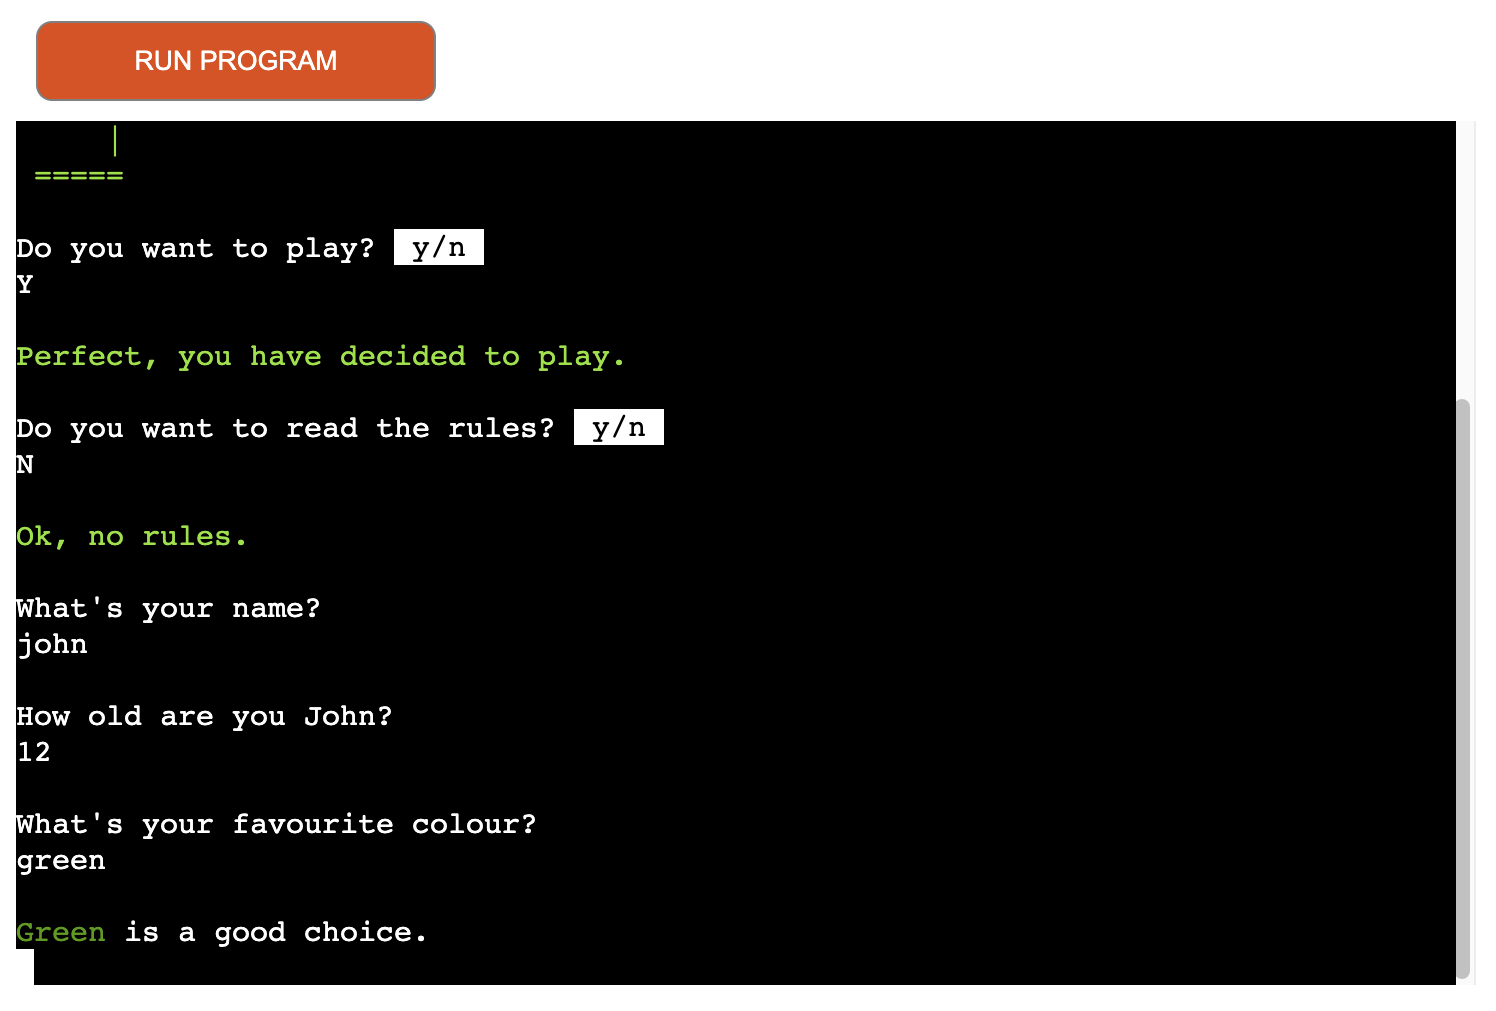 RUN PROGRAM
|
=====
Do you want to play? y/n
Y
Perfect, you have decided to play.
Do you want to read the rules? y/n
N
Ok, no rules.
What's your name?
john
How old are you John?
12
What's your favourite colour?
green
Green is a good choice.